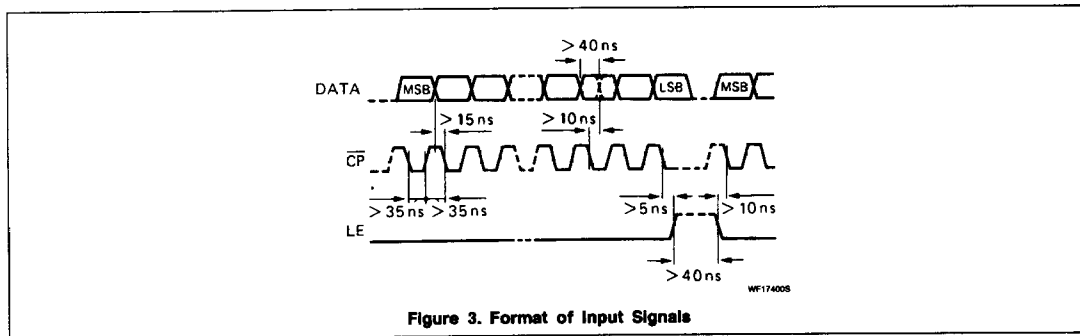 > 40 ns
DATA MSB LSB MSB
> 15 ns > 10 ns
C̅P̅
> 35 ns > 35 ns > 5 ns > 10 ns
LE
> 40 ns
WF17400S
Figure 3. Format of Input Signals